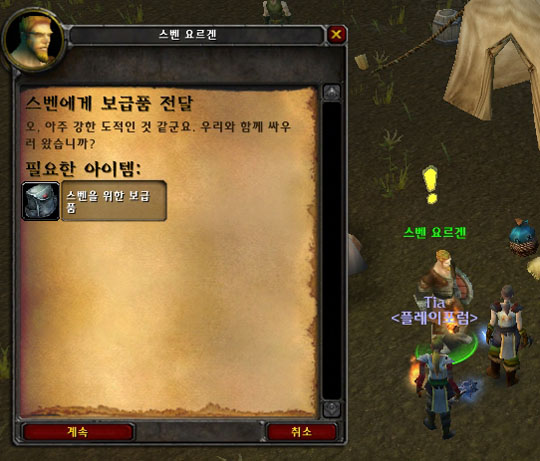 스벤 요르겐
스벤에게 보급품 전달
오, 아주 강한 도적인 것 같군요. 우리와 함께 싸우
러 왔습니까?
필요한 아이템:
스벤을 위한 보급
품
계속
취소
스벤 요르겐
Tia
<플레이포럼>